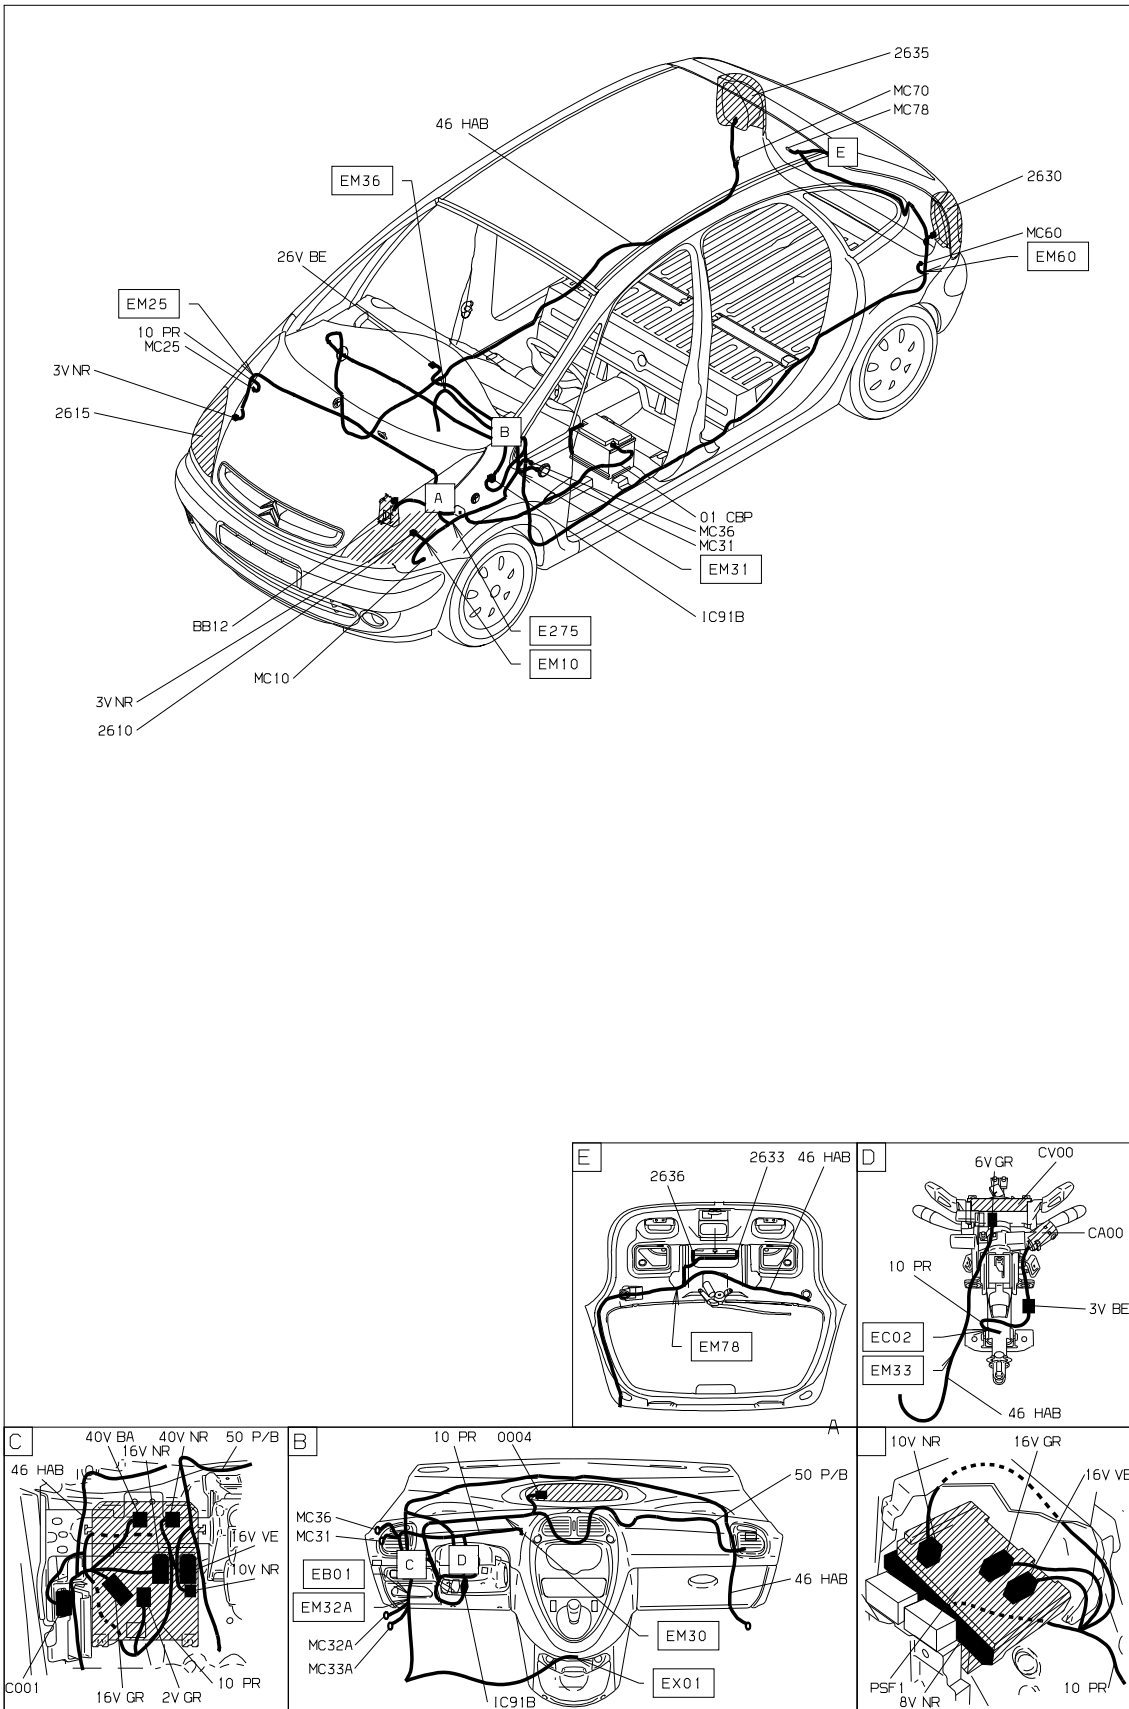 2635
MC70
MC78
46 HAB
E
EM36
2630
MC60
26V BE
EM60
EM25
10 PR
MC25
3V NR
2615
B
A
01 CBP
MC36
MC31
EM31
BB12
IC91B
E275
EM10
MC10
3V NR
2610
E
2636
2633
46 HAB
EM78
D
6V GR
CV00
CA00
10 PR
3V BE
EC02
EM33
46 HAB
C
40V BA
16V NR
40V NR
50 P/B
46 HAB
16V VE
10V NR
C001
16V GR
2V GR
10 PR
B
10 PR
0004
50 P/B
MC36
MC31
C
D
EB01
EM32A
46 HAB
MC32A
MC33A
EM30
EX01
IC91B
A
10V NR
16V GR
16V VE
PSF1
8V NR
10 PR